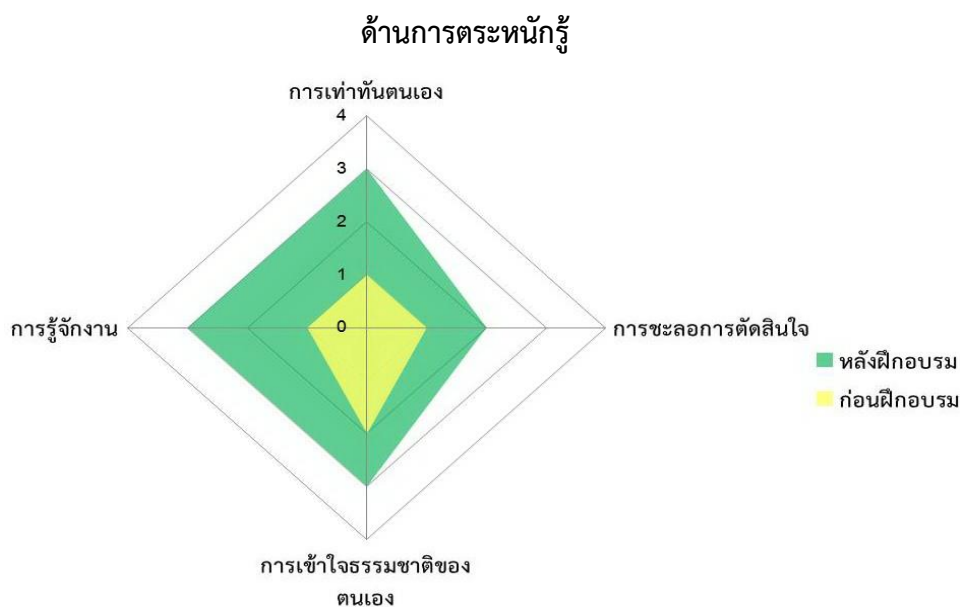 ด้านการตระหนักรู้
การเท่าทันตนเอง
4
3
2
1
0
การรู้จักงาน
การชะลอการตัดสินใจ
หลังฝึกอบรม
ก่อนฝึกอบรม
การเข้าใจธรรมชาติของ
ตนเอง